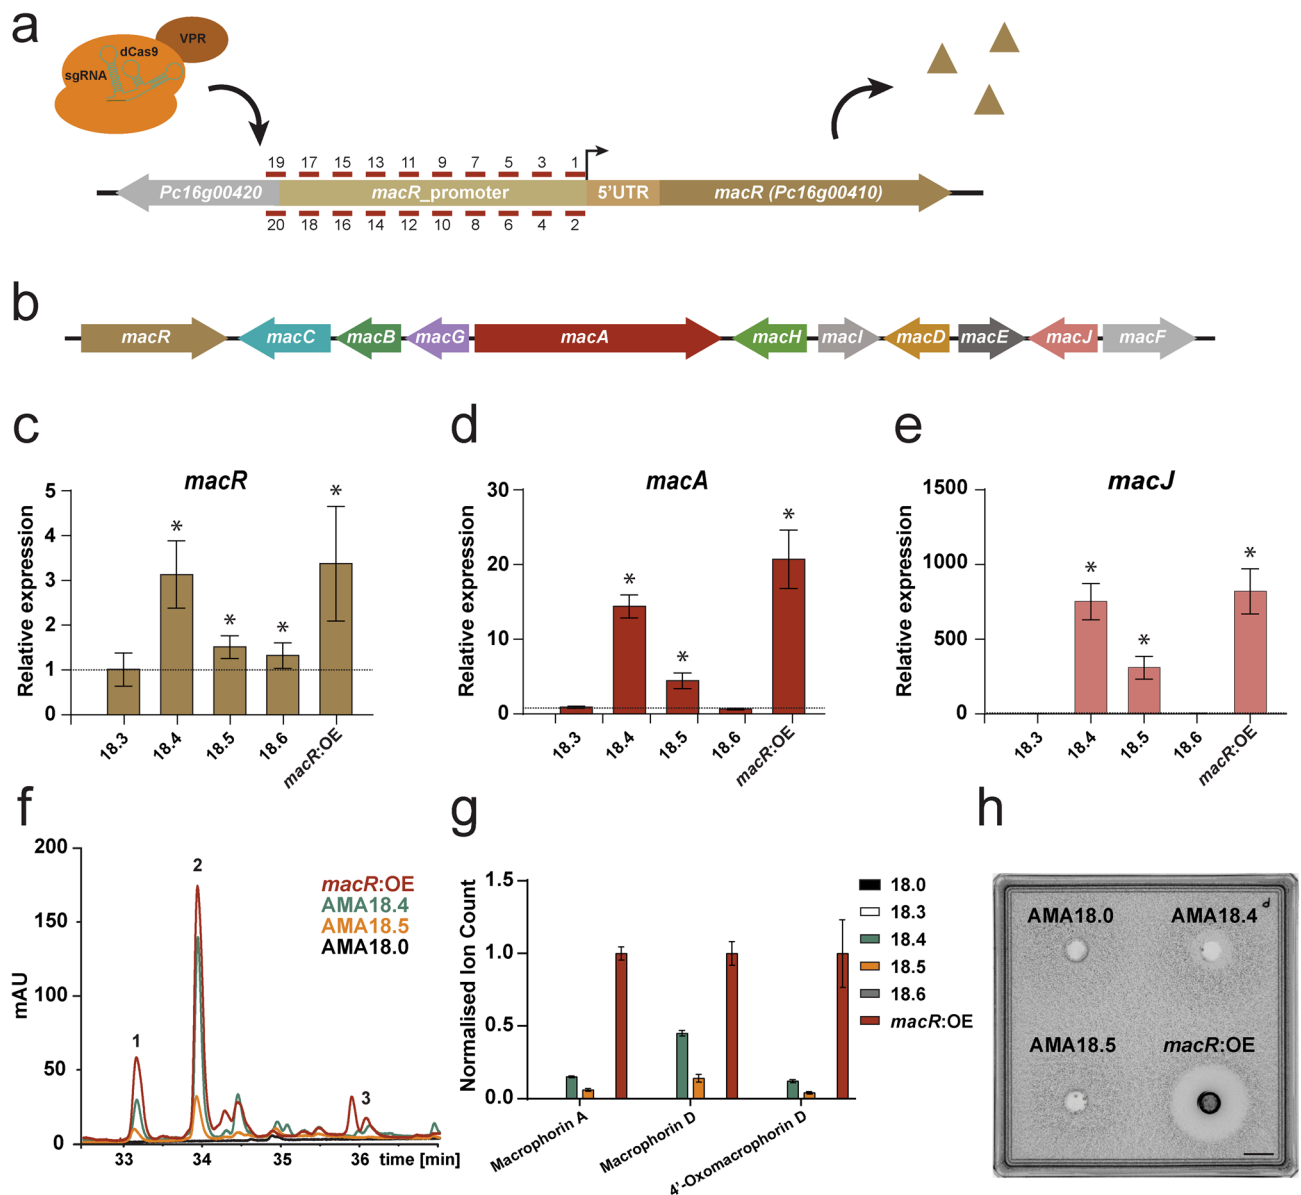 a
VPR
dCas9
sgRNA
19 17 15 13 11 9 7 5 3 1
Pc16g00420 macR_promoter 5'UTR macR (Pc16g00410)
20 18 16 14 12 10 8 6 4 2
b
macR macC macB macG macA macH macI macD macE macJ macF
c
macR
Relative expression
5
4
3
2
1
0
* * * *
18.3 18.4 18.5 18.6 macR:OE
d
macA
Relative expression
30
20
10
0
* * *
18.3 18.4 18.5 18.6 macR:OE
e
macJ
Relative expression
1500
1000
500
0
* * *
18.3 18.4 18.5 18.6 macR:OE
f
mAU
200
150
100
50
0
1
2
3
macR:OE
AMA18.4
AMA18.5
AMA18.0
33 34 35 36 time [min]
g
Normalised Ion Count
1.5
1.0
0.5
0.0
Macrophorin A
Macrophorin D
4'-Oxomacrophorin D
18.0
18.3
18.4
18.5
18.6
macR:OE
h
AMA18.0 AMA18.4
AMA18.5 macR:OE